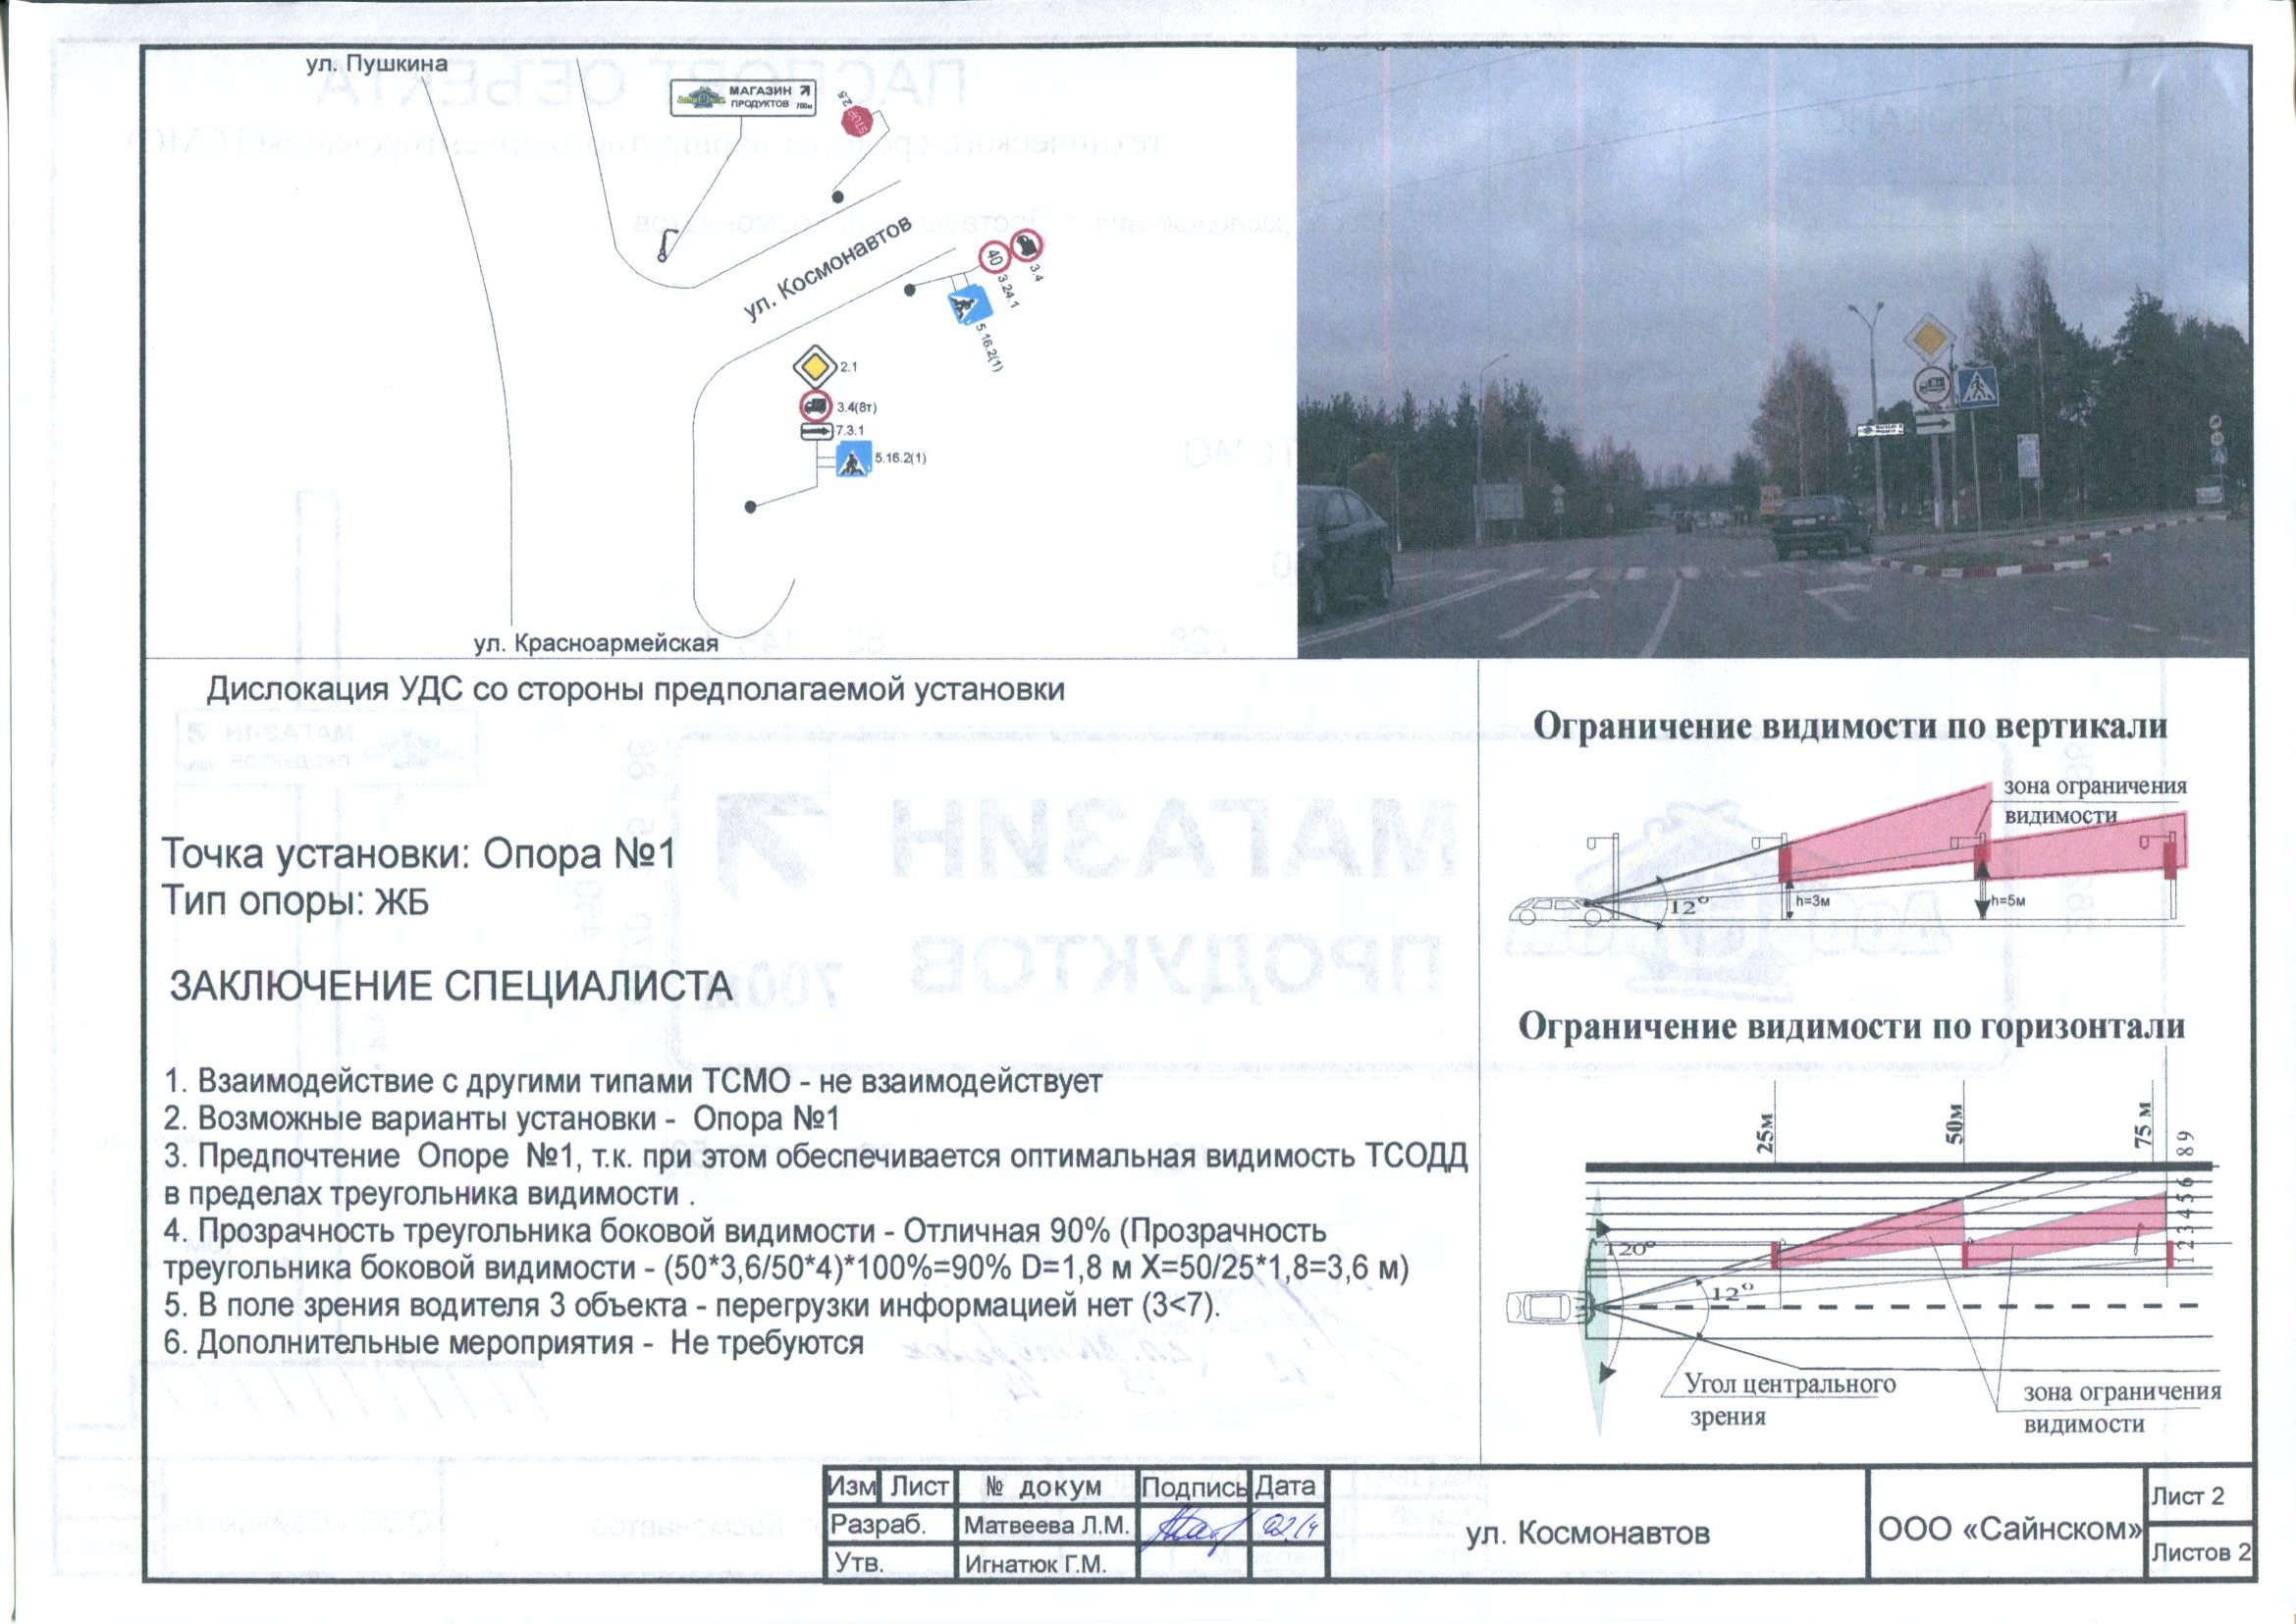 ул. Пушкина
МАГАЗИН
ПРОДУКТОВ 700м
2.5
STOP
ул. Космонавтов
40
3.4
3.24.1
5.16.2(1)
2.1
3.4(8т)
7.3.1
5.16.2(1)
ул. Красноармейская
Дислокация УДС со стороны предполагаемой установки
Точка установки: Опора №1
Тип опоры: ЖБ
ЗАКЛЮЧЕНИЕ СПЕЦИАЛИСТА
1. Взаимодействие с другими типами ТСМО - не взаимодействует
2. Возможные варианты установки - Опора №1
3. Предпочтение Опоре №1, т.к. при этом обеспечивается оптимальная видимость ТСОДД
в пределах треугольника видимости .
4. Прозрачность треугольника боковой видимости - Отличная 90% (Прозрачность
треугольника боковой видимости - (50*3,6/50*4)*100%=90% D=1,8 м X=50/25*1,8=3,6 м)
5. В поле зрения водителя 3 объекта - перегрузки информацией нет (3<7).
6. Дополнительные мероприятия - Не требуются
Ограничение видимости по вертикали
зона ограничения
видимости
12°
h=3м
h=5м
Ограничение видимости по горизонтали
25м
50м
75 м
1 2 3 4 5 6 8 9
120°
12°
Угол центрального
зрения
зона ограничения
видимости
Изм Лист № докум Подпись Дата
Разраб. Матвеева Л.М.
Утв. Игнатюк Г.М.
ул. Космонавтов
ООО «Сайнском»
Лист 2
Листов 2